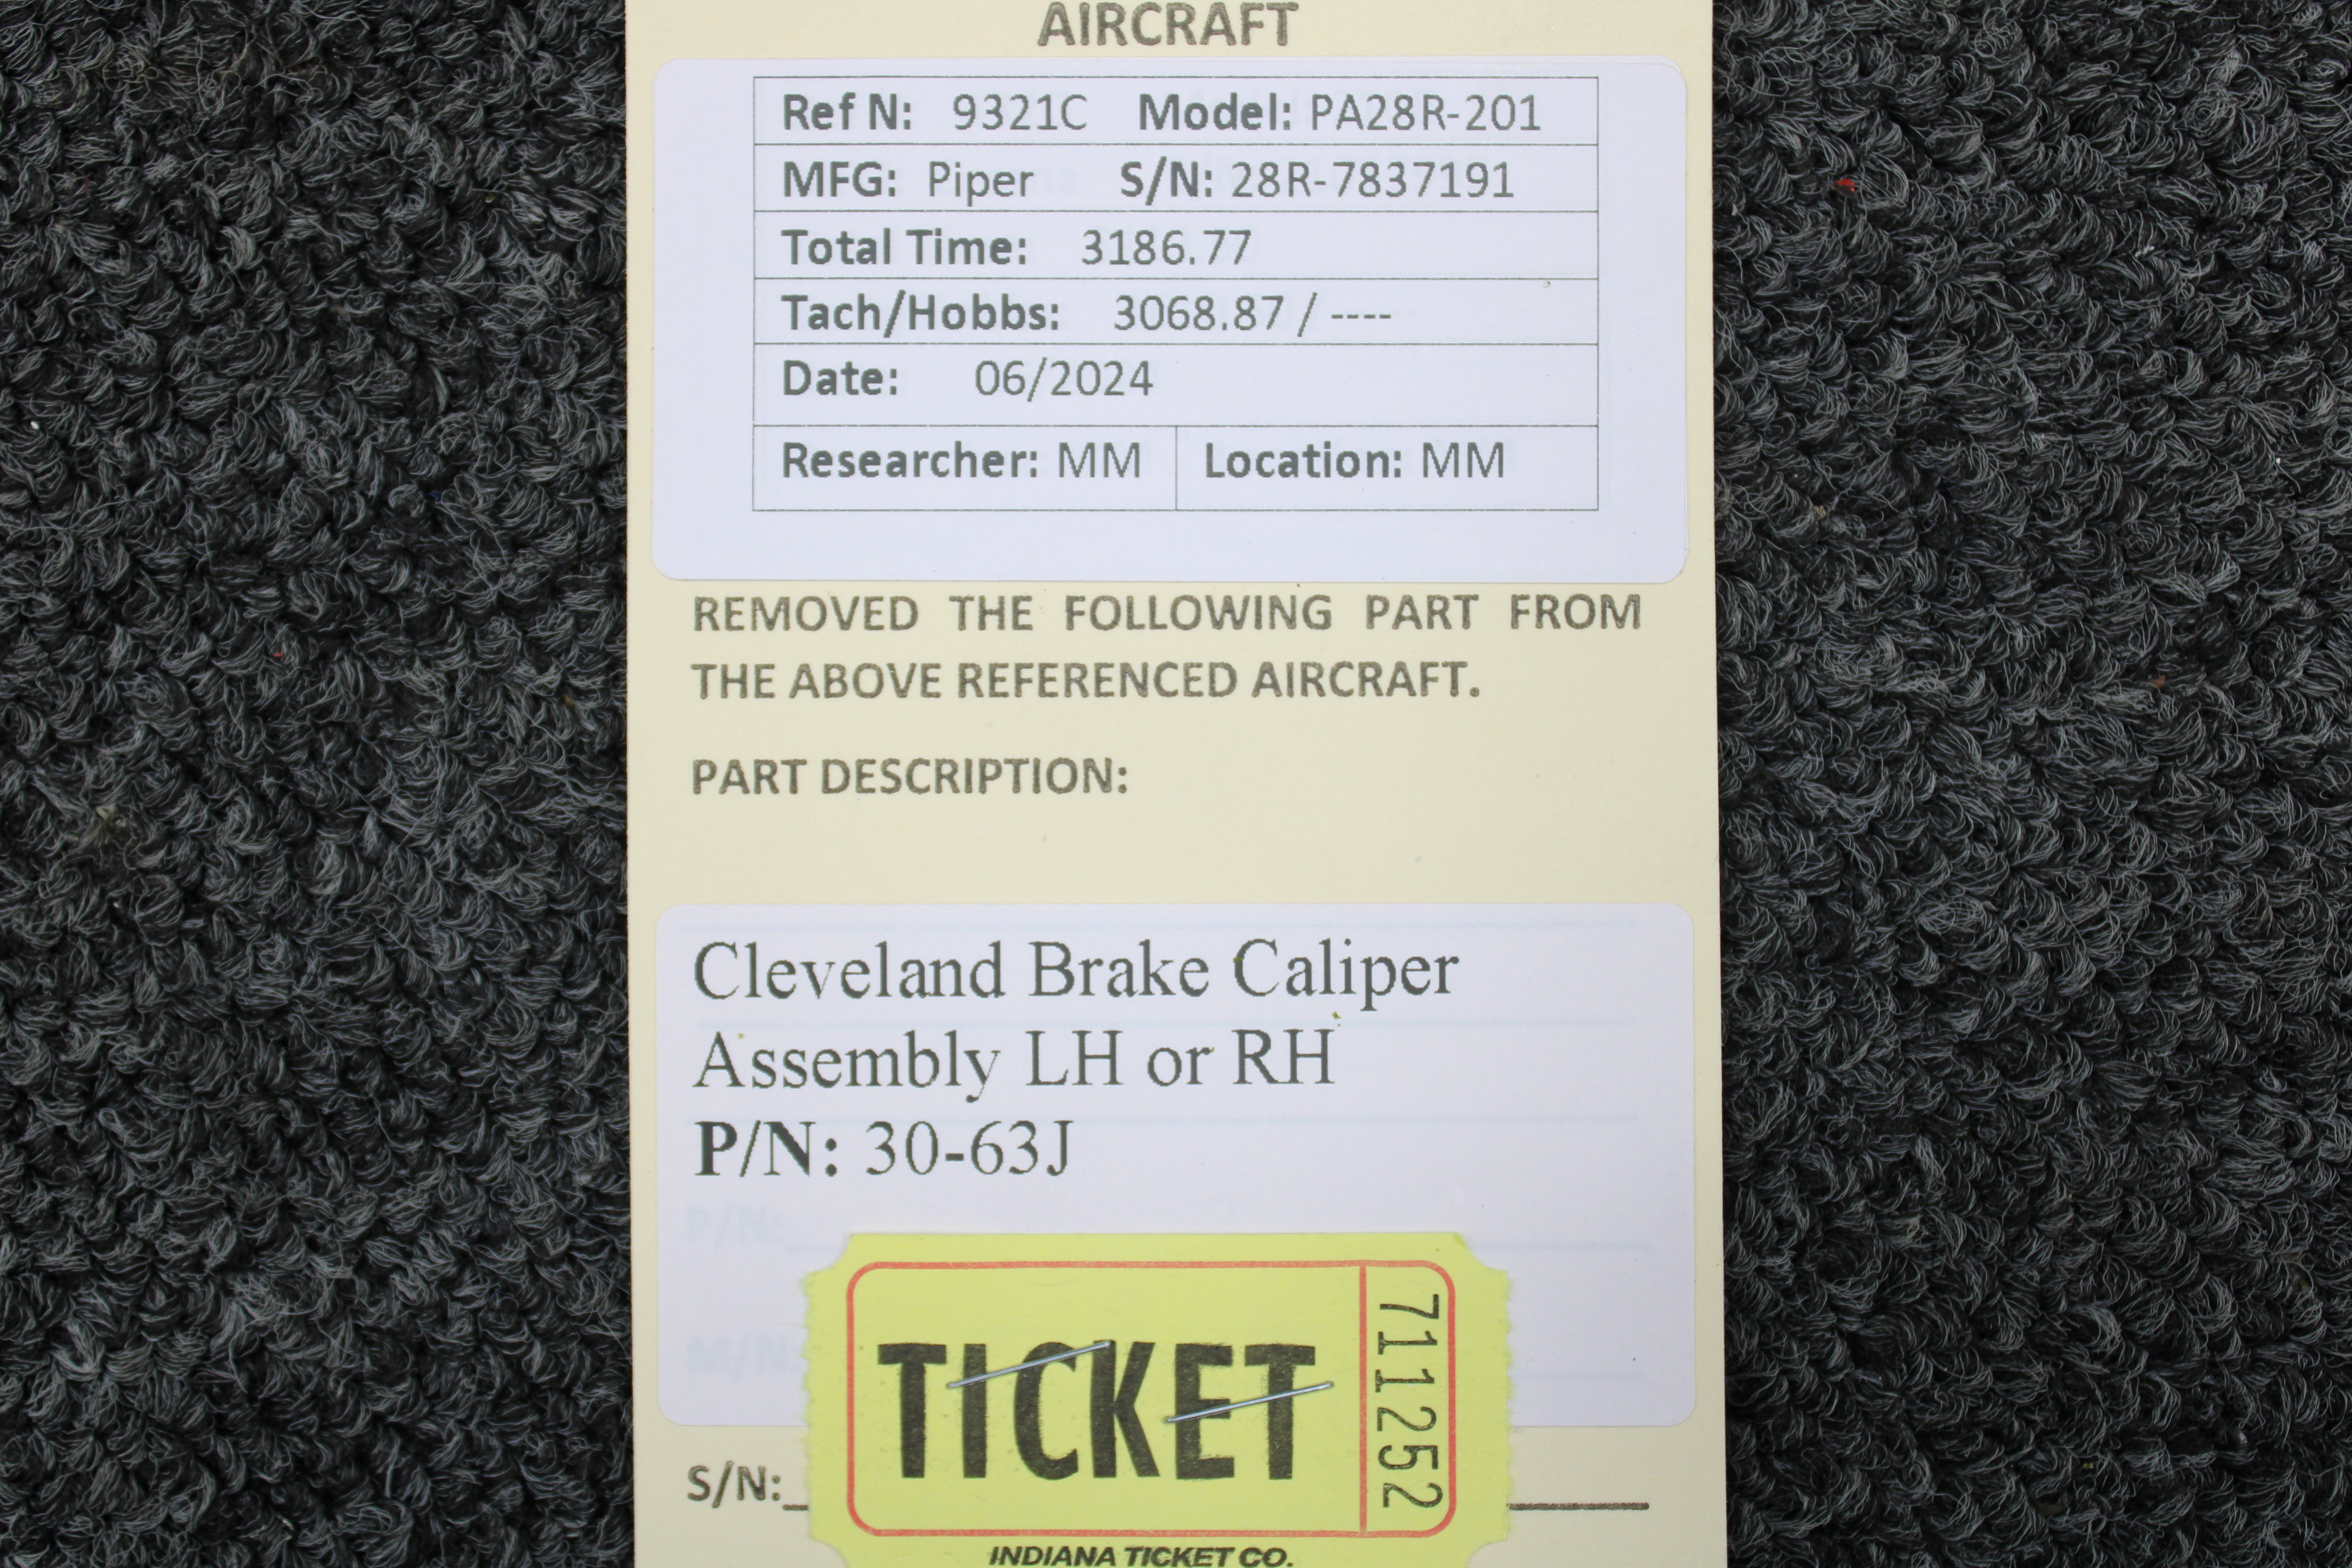 AIRCRAFT
Ref N: 9321C Model: PA28R-201
MFG: Piper S/N: 28R-7837191
Total Time: 3186.77
Tach/Hobbs: 3068.87 / ----
Date: 06/2024
Researcher: MM Location: MM
REMOVED THE FOLLOWING PART FROM
THE ABOVE REFERENCED AIRCRAFT.
PART DESCRIPTION:
Cleveland Brake Caliper
Assembly LH or RH
P/N: 30-63J
P/N:
M/N:
TICKET
711252
S/N:
INDIANA TICKET CO.